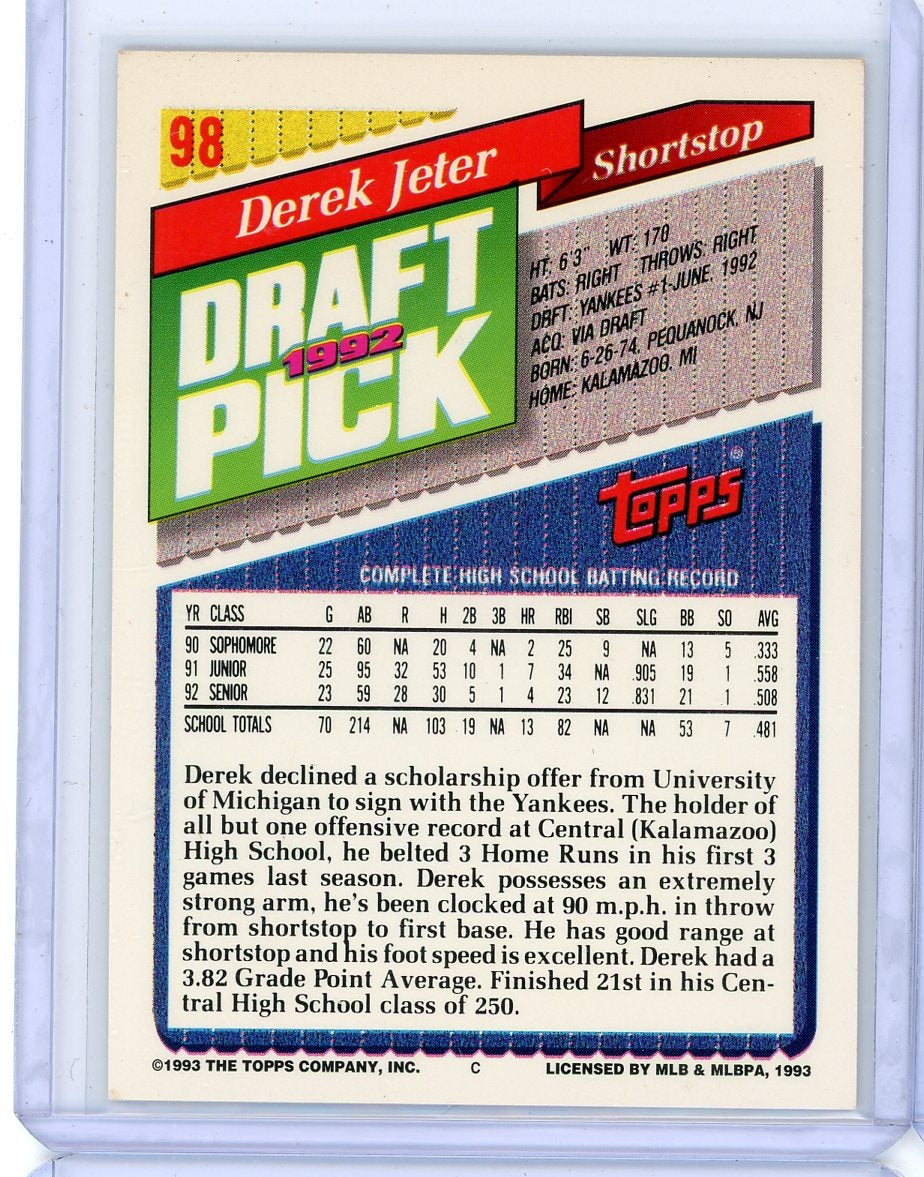 98
Derek Jeter
Shortstop
DRAFT
1992
PICK
HT: 6'3" WT: 170
BATS: RIGHT THROWS: RIGHT
DRFT: YANKEES #1-JUNE, 1992
ACQ: VIA DRAFT
BORN: 6-26-74, PEQUANOCK, NJ
HOME: KALAMAZOO, MI
TOPPS®
COMPLETE HIGH SCHOOL BATTING RECORD
YR CLASS G AB R H 2B 3B HR RBI SB SLG BB SO AVG
90 SOPHOMORE 22 60 NA 20 4 NA 2 25 9 NA 13 5 .333
91 JUNIOR 25 95 32 53 10 1 7 34 NA .905 19 1 .558
92 SENIOR 23 59 28 30 5 1 4 23 12 .831 21 1 .508
SCHOOL TOTALS 70 214 NA 103 19 NA 13 82 NA NA 53 7 .481
Derek declined a scholarship offer from University
of Michigan to sign with the Yankees. The holder of
all but one offensive record at Central (Kalamazoo)
High School, he belted 3 Home Runs in his first 3
games last season. Derek possesses an extremely
strong arm, he's been clocked at 90 m.p.h. in throw
from shortstop to first base. He has good range at
shortstop and his foot speed is excellent. Derek had a
3.82 Grade Point Average. Finished 21st in his Cen-
tral High School class of 250.
©1993 THE TOPPS COMPANY, INC. C LICENSED BY MLB & MLBPA, 1993